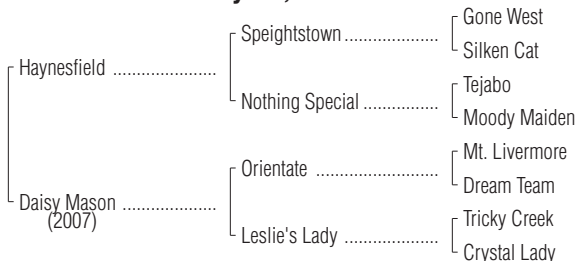 Gone West
Speightstown
Silken Cat
Haynesfield
Tejabo
Nothing Special
Moody Maiden
Mt. Livermore
Orientate
Dream Team
Daisy Mason
(2007)
Tricky Creek
Leslie's Lady
Crystal Lady